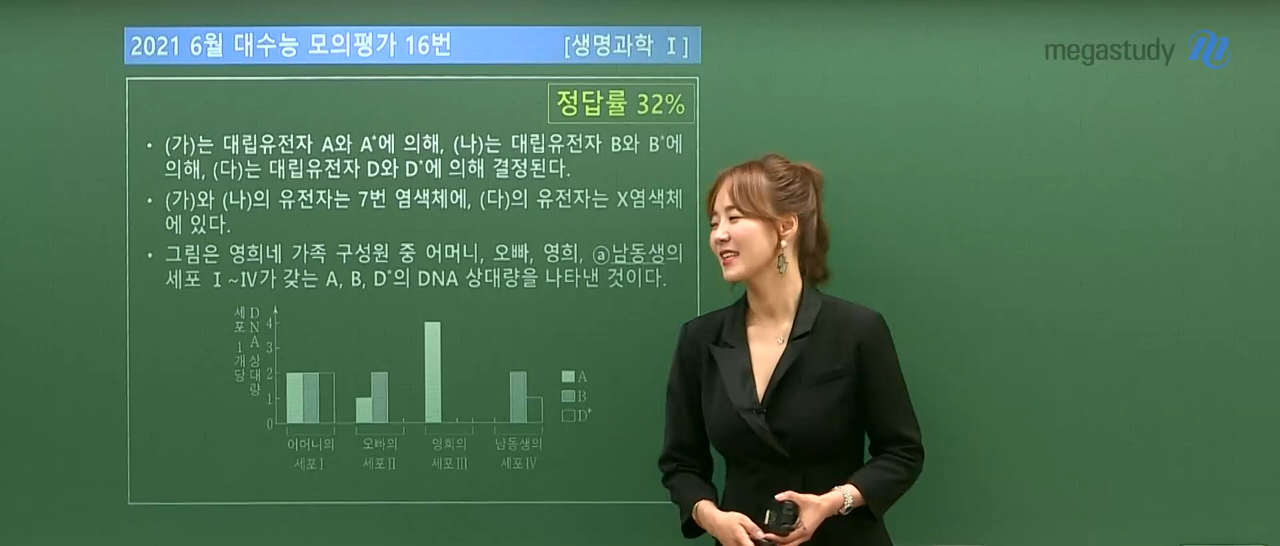 2021 6월 대수능 모의평가 16번 [생명과학 Ⅰ]
megastudy
정답률 32%
• (가)는 대립유전자 A와 A*에 의해, (나)는 대립유전자 B와 B*에
의해, (다)는 대립유전자 D와 D*에 의해 결정된다.
• (가)와 (나)의 유전자는 7번 염색체에, (다)의 유전자는 X염색체
에 있다.
• 그림은 영희네 가족 구성원 중 어머니, 오빠, 영희, ⓐ남동생의
세포 Ⅰ~Ⅳ가 갖는 A, B, D*의 DNA 상대량을 나타낸 것이다.
세포 1개당
DNA 상대량
4
3
2
1
0
A
B
D*
어머니의 오빠의 영희의 남동생의
세포Ⅰ 세포Ⅱ 세포Ⅲ 세포Ⅳ